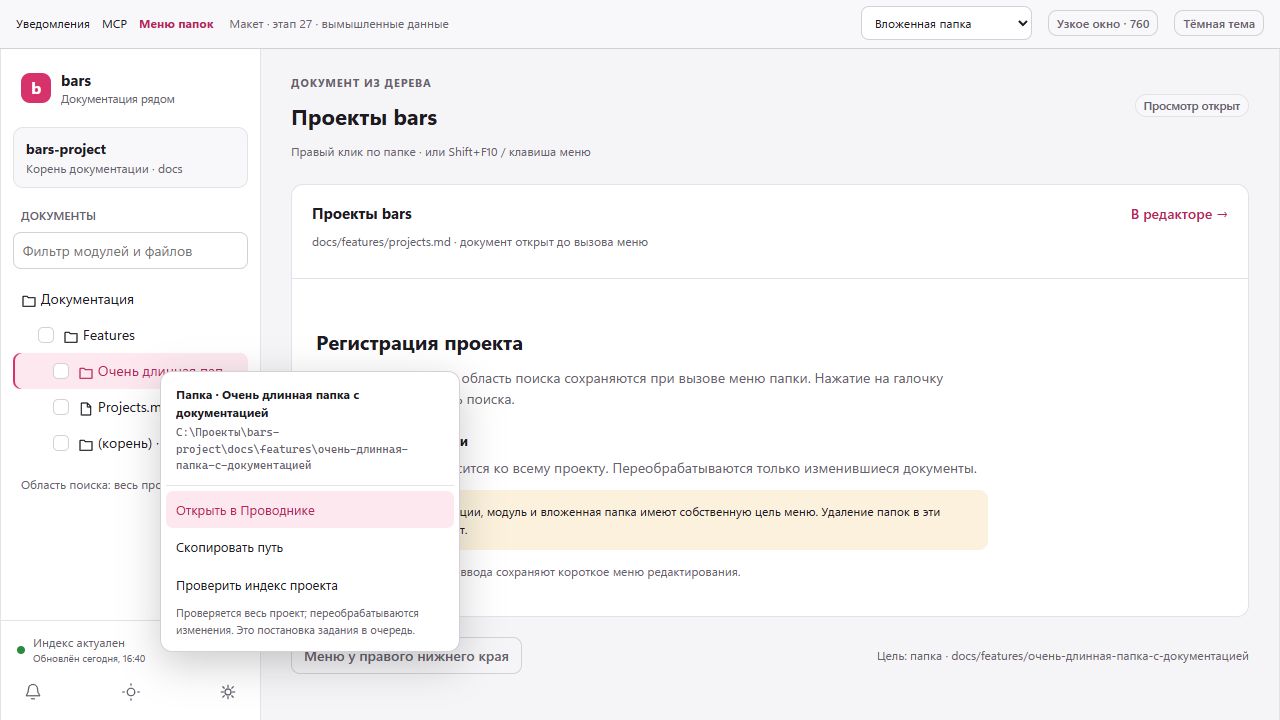 Уведомления MCP Меню папок Макет · этап 27 · вымышленные данные Вложенная папка Узкое окно · 760 Тёмная тема
b bars
Документация рядом
bars-project
Корень документации · docs
ДОКУМЕНТЫ
Фильтр модулей и файлов
Документация
Features
Очень длинная пап
Projects.m
(корень) ·
Область поиска: весь про
Индекс актуален
Обновлён сегодня, 16:40
ДОКУМЕНТ ИЗ ДЕРЕВА
Проекты bars
Просмотр открыт
Правый клик по папке · или Shift+F10 / клавиша меню
Проекты bars
В редакторе →
docs/features/projects.md · документ открыт до вызова меню
Регистрация проекта
область поиска сохраняются при вызове меню папки. Нажатие на галочку
поиска.
сится ко всему проекту. Перерабатываются только изменившиеся документы.
ции, модуль и вложенная папка имеют собственную цель меню. Удаление папок в эти
т.
ввода сохраняют короткое меню редактирования.
Папка · Очень длинная папка с
документацией
C:\Проекты\bars-
project\docs\features\очень-длинная-
папка-с-документацией
Открыть в Проводнике
Скопировать путь
Проверить индекс проекта
Проверяется весь проект; перерабатываются
изменения. Это постановка задания в очередь.
Меню у правого нижнего края
Цель: папка · docs/features/очень-длинная-папка-с-документацией